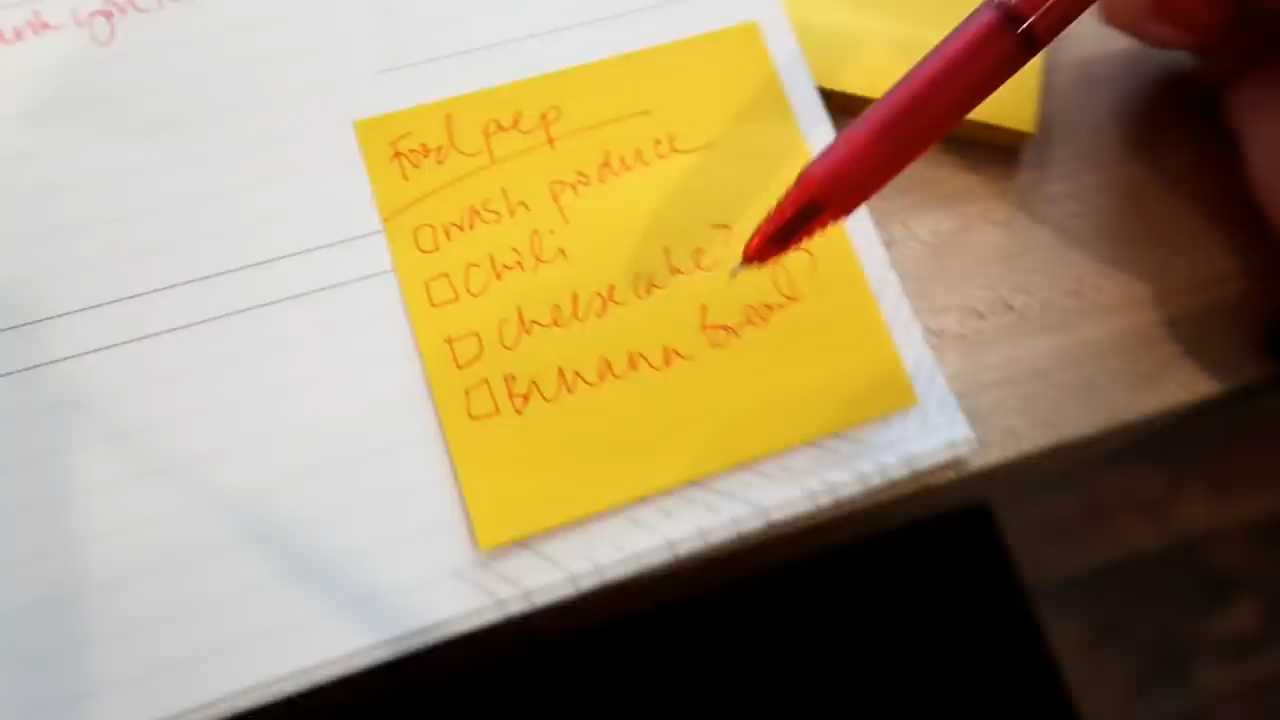 Food prep
wash produce
Chili
Cheesecake?
Banana bread